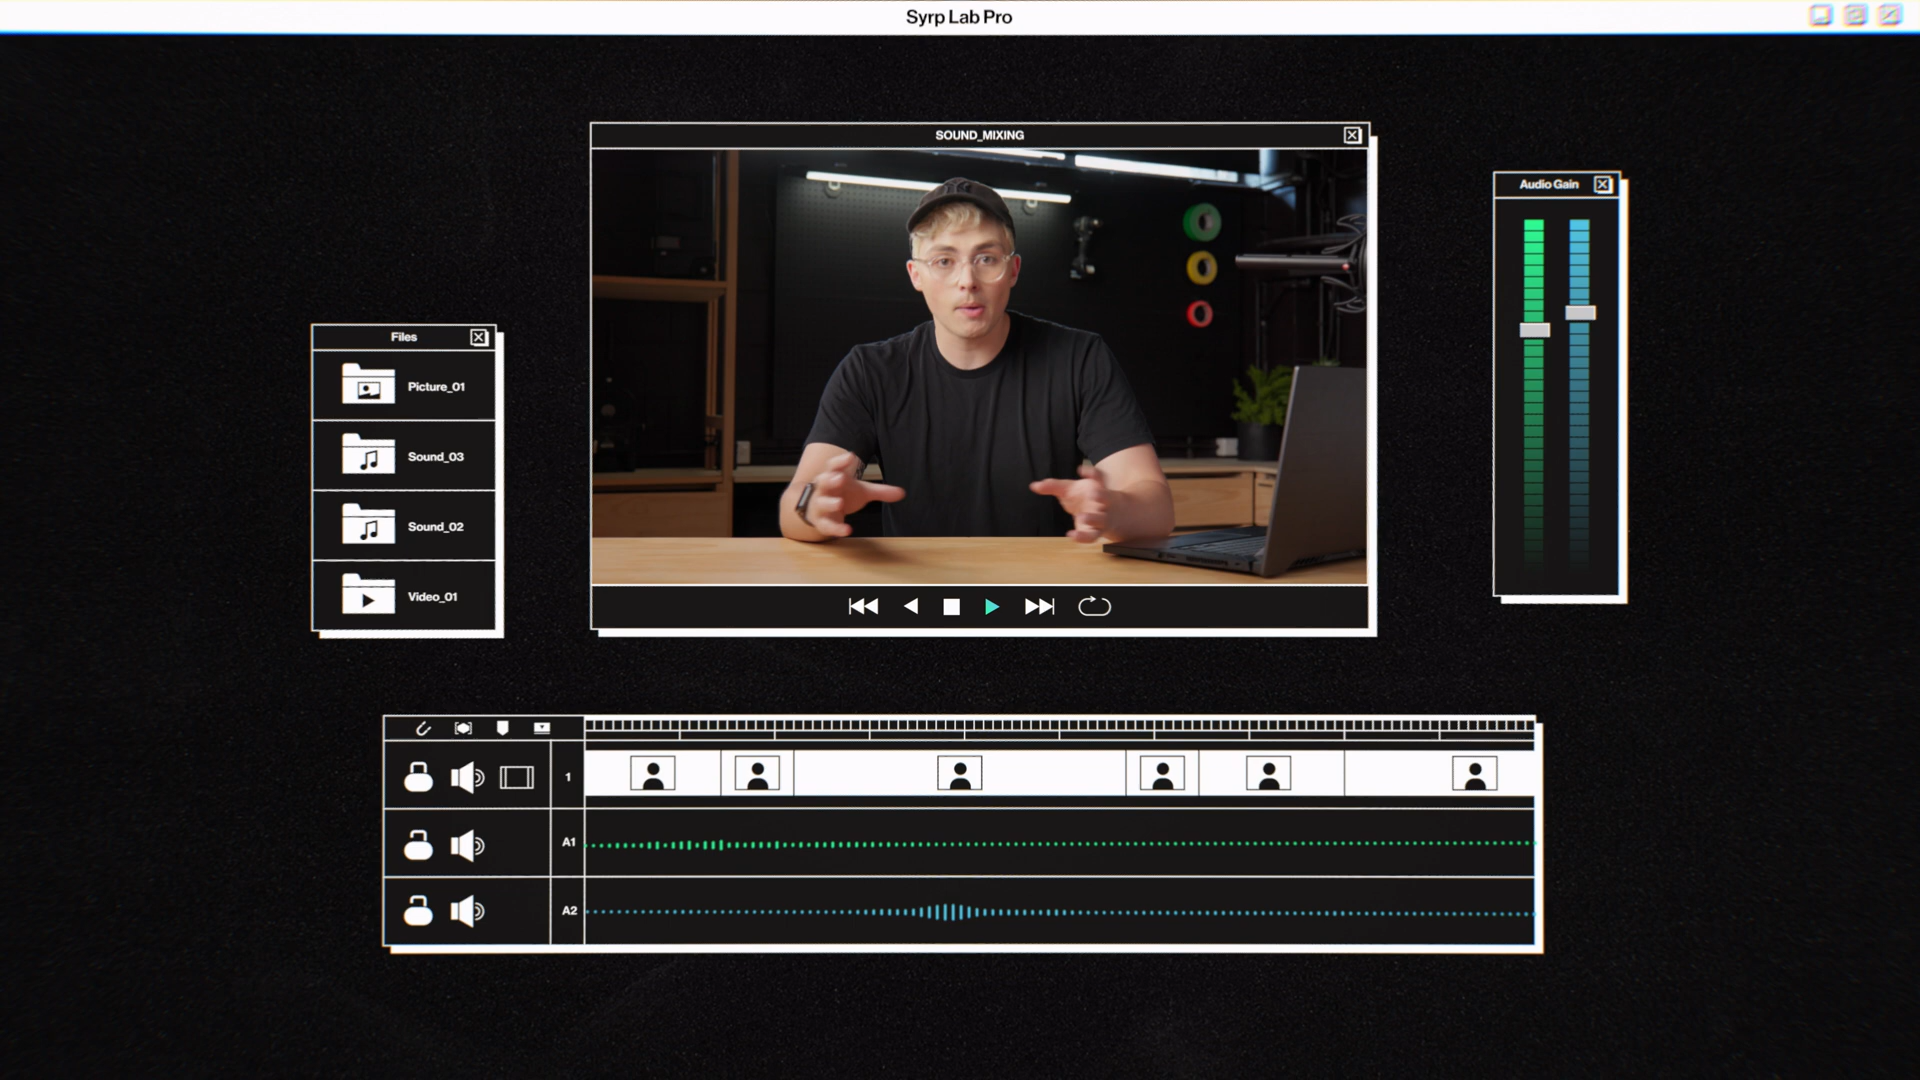 Syrp Lab Pro
SOUND_MIXING
Audio Gain
Files
Picture_01
Sound_03
Sound_02
Video_01
1
A1
A2